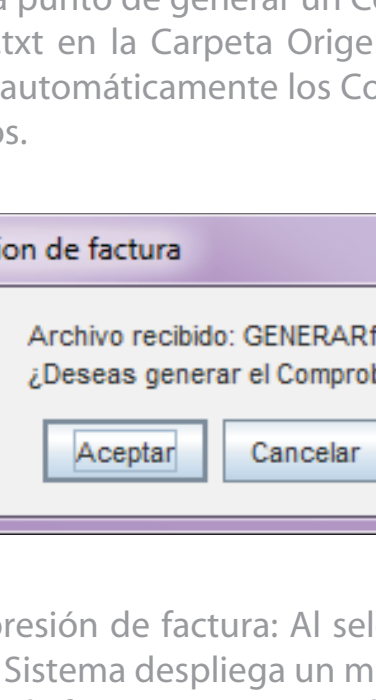 a punto de generar un Co
txt en la Carpeta Orige
automáticamente los Co
os.
ion de factura
Archivo recibido: GENERARf
¿Deseas generar el Comprob
Aceptar Cancelar
resión de factura: Al sel
Sistema despliega un m